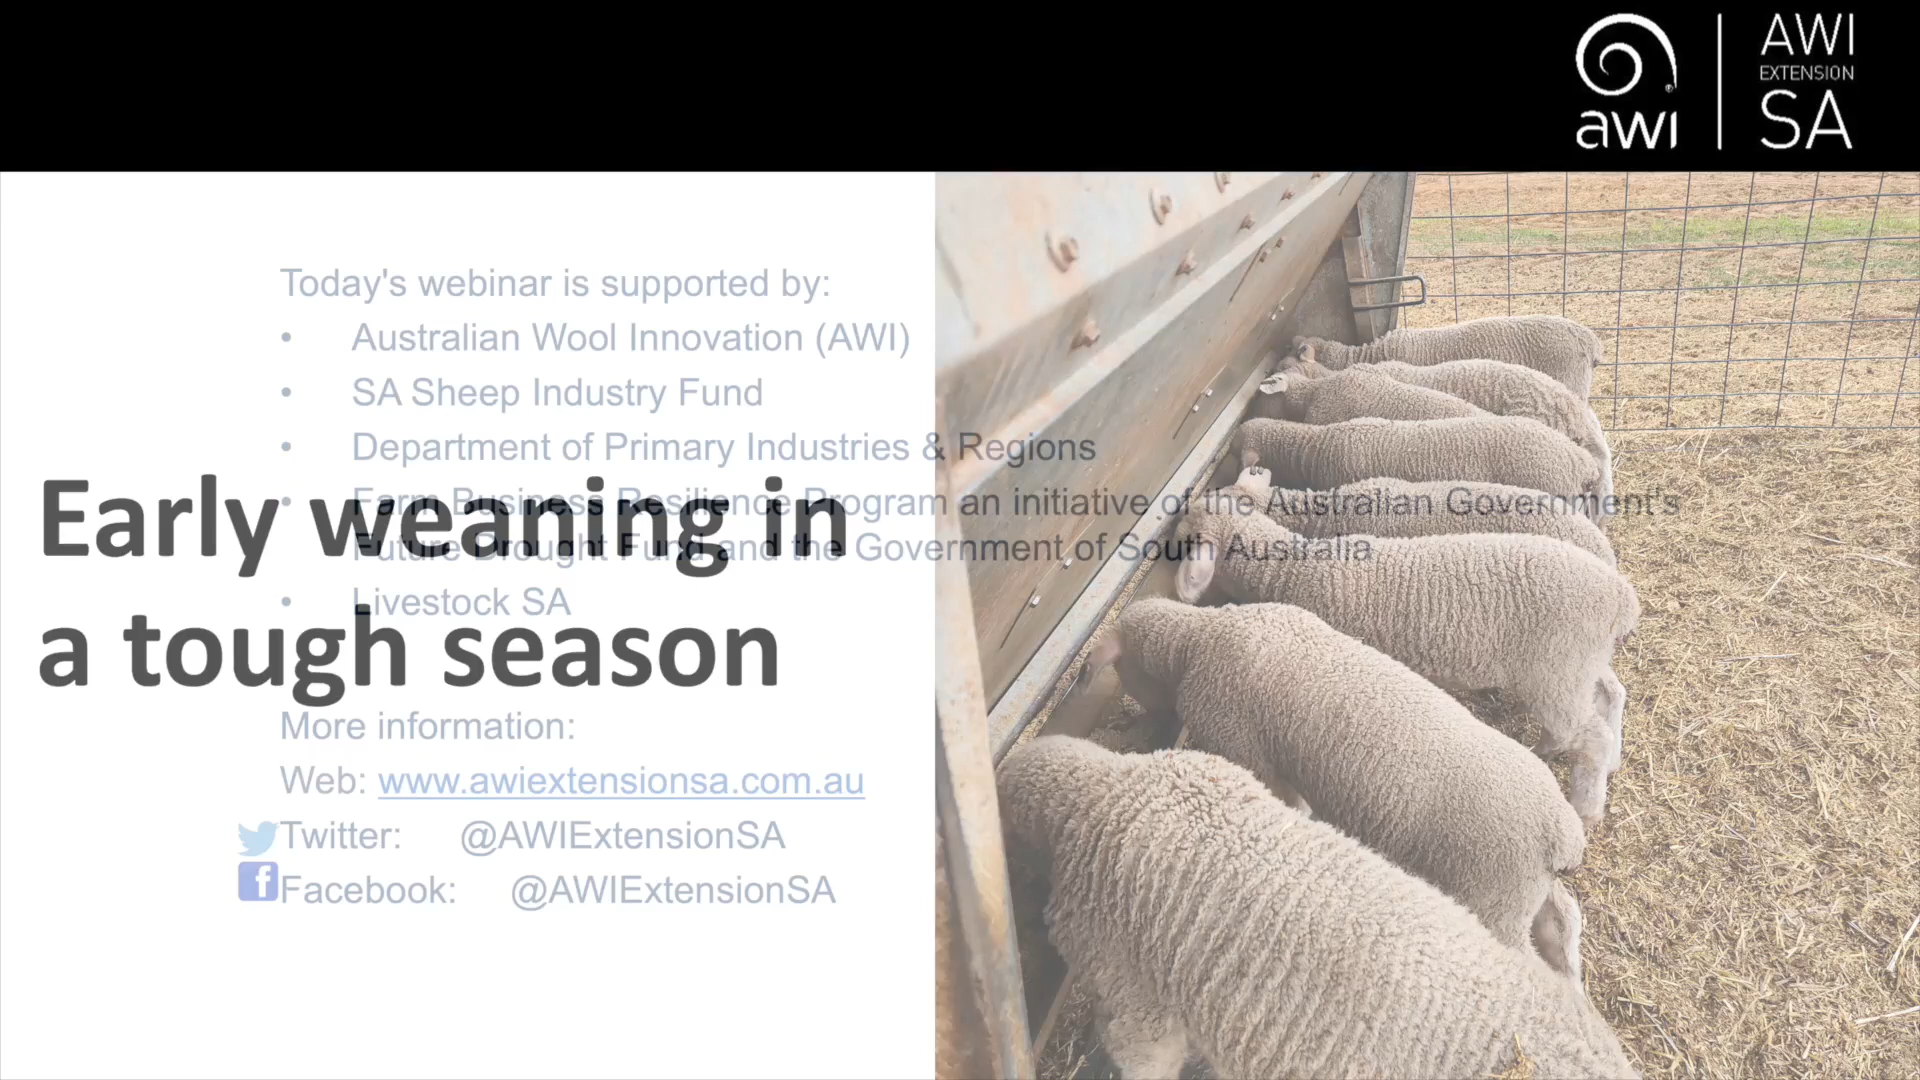 awi
AWI
EXTENSION
SA
Today's webinar is supported by:
• Australian Wool Innovation (AWI)
• SA Sheep Industry Fund
• Department of Primary Industries & Regions
• Farm Business Resilience Program an initiative of the Australian Government's
Future Drought Fund and the Government of South Australia
• Livestock SA
Early weaning in
a tough season
More information:
Web: www.awiextensionsa.com.au
Twitter: @AWIExtensionSA
Facebook: @AWIExtensionSA